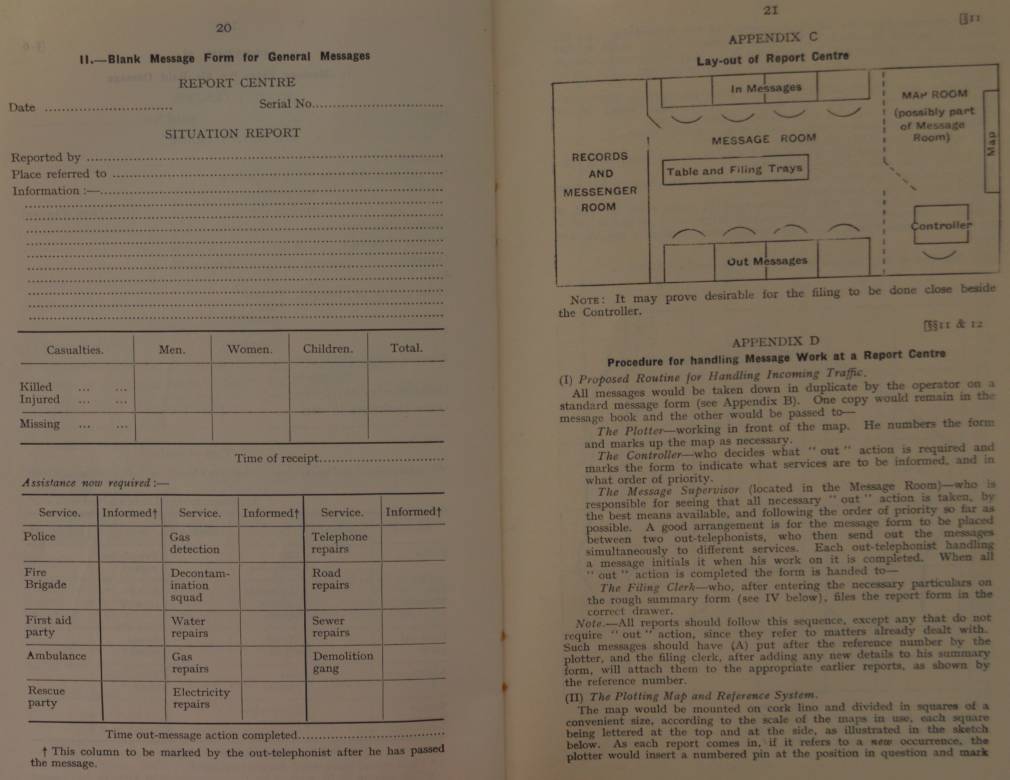 20
II.—Blank Message Form for General Messages
REPORT CENTRE
Date .............................. Serial No..............................
SITUATION REPORT
Reported by ..............................
Place referred to ..............................
Information :—..............................
Casualties. Men. Women. Children. Total.
Killed ... ...
Injured ... ...
Missing ... ...
Time of receipt..............................
Assistance now required :—
Service. Informed† Service. Informed† Service. Informed†
Police Gas detection Telephone repairs
Fire Brigade Decontam-ination squad Road repairs
First aid party Water repairs Sewer repairs
Ambulance Gas repairs Demolition gang
Rescue party Electricity repairs
Time out-message action completed..............................
† This column to be marked by the out-telephonist after he has passed
the message.
21
[§11
APPENDIX C
Lay-out of Report Centre
In Messages
MAP ROOM
(possibly part
of Message
Room)
Map
MESSAGE ROOM
RECORDS
AND
MESSENGER
ROOM
Table and Filing Trays
Controller
Out Messages
NOTE: It may prove desirable for the filing to be done close beside
the Controller.
[§§11 & 12
APPENDIX D
Procedure for handling Message Work at a Report Centre
(I) Proposed Routine for Handling Incoming Traffic.
All messages would be taken down in duplicate by the operator on a
standard message form (see Appendix B). One copy would remain in the
message book and the other would be passed to—
The Plotter—working in front of the map. He numbers the form
and marks up the map as necessary.
The Controller—who decides what "out" action is required and
marks the form to indicate what services are to be informed, and in
what order of priority.
The Message Supervisor (located in the Message Room)—who is
responsible for seeing that all necessary "out" action is taken, by
the best means available, and following the order of priority so far as
possible. A good arrangement is for the message form to be placed
between two out-telephonists, who then send out the messages
simultaneously to different services. Each out-telephonist handling
a message initials it when his work on it is completed. When all
"out" action is completed the form is handed to—
The Filing Clerk—who, after entering the necessary particulars on
the rough summary form (see IV below), files the report form in the
correct drawer.
Note.—All reports should follow this sequence, except any that do not
require "out" action, since they refer to matters already dealt with.
Such messages should have (A) put after the reference number by the
plotter, and the filing clerk, after adding any new details to his summary
form, will attach them to the appropriate earlier reports, as shown by
the reference number.
(II) The Plotting Map and Reference System.
The map would be mounted on cork lino and divided in squares of a
convenient size, according to the scale of the maps in use, each square
being lettered at the top and at the side, as illustrated in the sketch
below. As each report comes in, if it refers to a new occurrence, the
plotter would insert a numbered pin at the position in question and mark